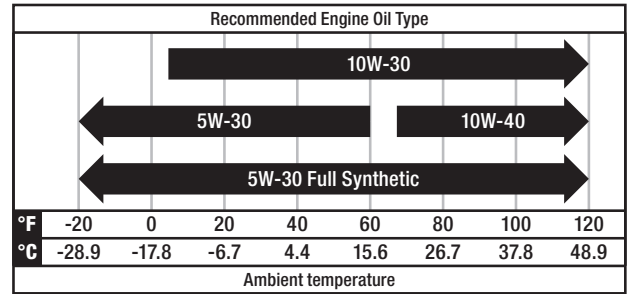 Recommended Engine Oil Type
10W-30
5W-30 10W-40
5W-30 Full Synthetic
°F -20 0 20 40 60 80 100 120
°C -28.9 -17.8 -6.7 4.4 15.6 26.7 37.8 48.9
Ambient temperature